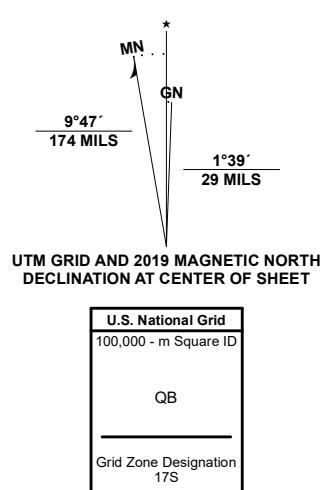 ★
MN
GN
9°47´
174 MILS
1°39´
29 MILS
UTM GRID AND 2019 MAGNETIC NORTH
DECLINATION AT CENTER OF SHEET
U.S. National Grid
100,000 - m Square ID
QB
Grid Zone Designation
17S